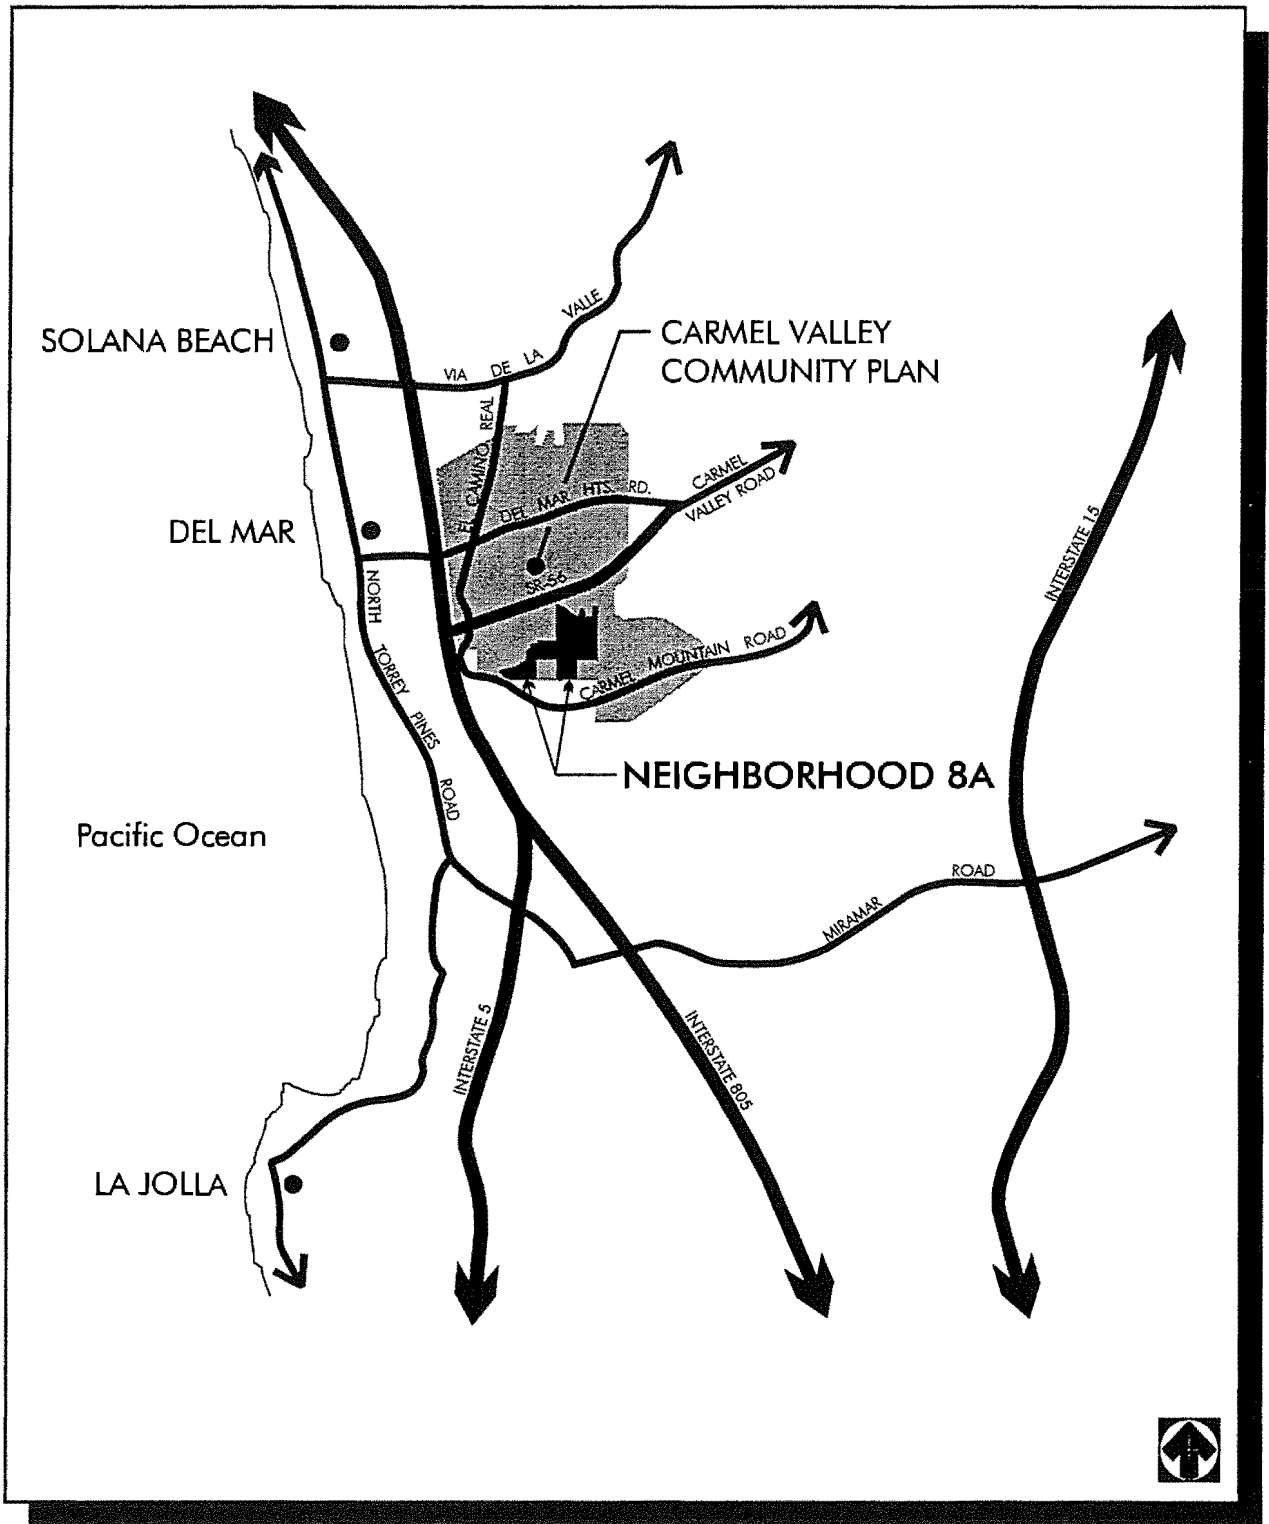 VIA DE LA VALLE
SOLANA BEACH
CARMEL VALLEY
COMMUNITY PLAN
EL CAMINO REAL
CARMEL
VALLEY ROAD
DEL MAR HTS. RD.
DEL MAR
INTERSTATE 15
SR-56
NORTH TORREY PINES ROAD
CARMEL MOUNTAIN ROAD
NEIGHBORHOOD 8A
Pacific Ocean
MIRAMAR ROAD
INTERSTATE 5
INTERSTATE 805
LA JOLLA